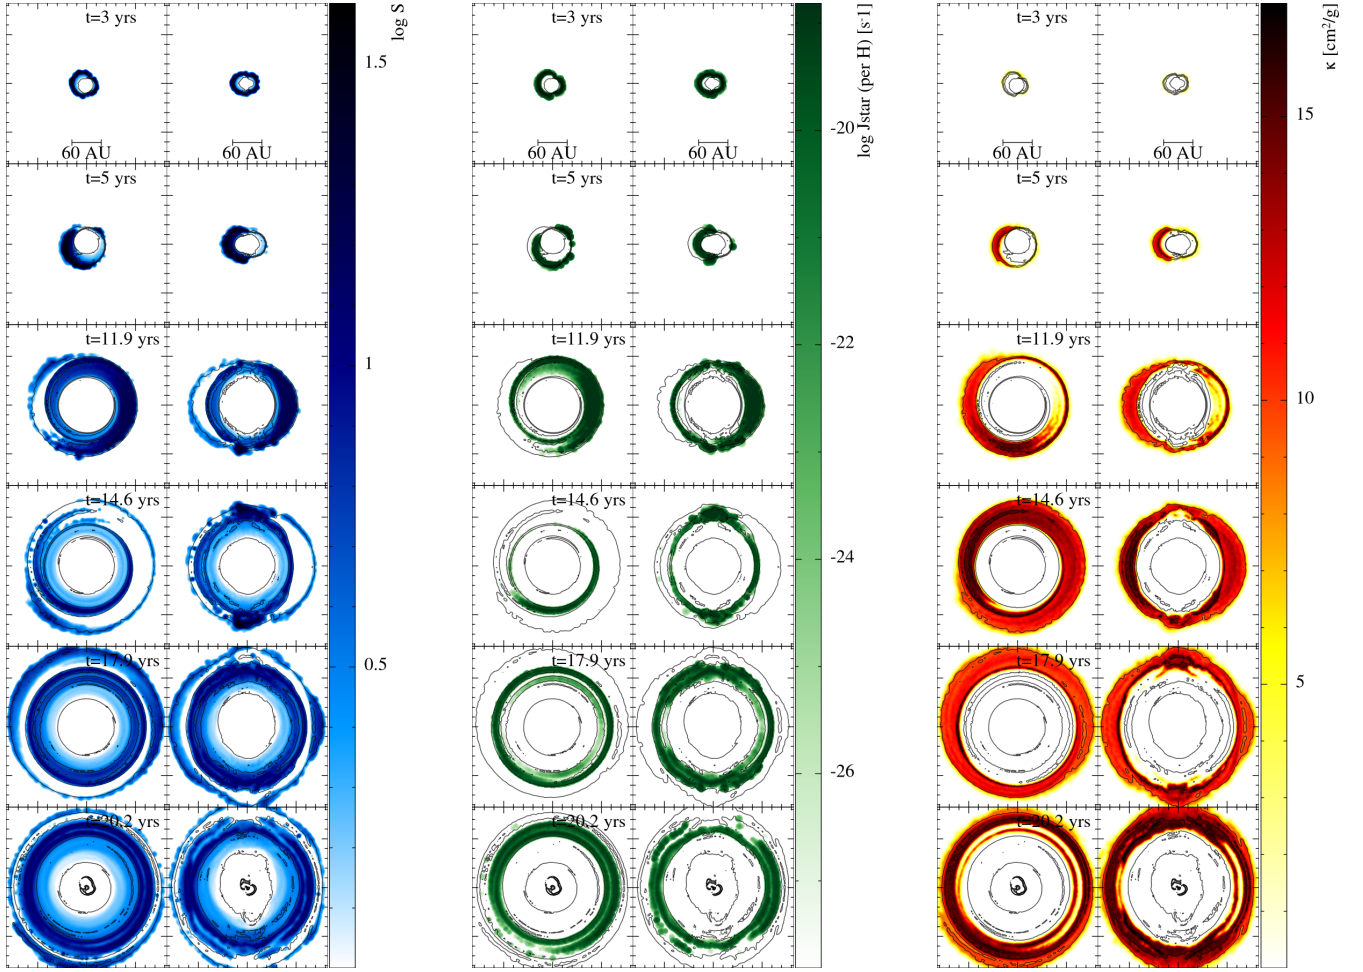 t=3 yrs
60 AU
60 AU
t=5 yrs
t=11.9 yrs
t=14.6 yrs
t=17.9 yrs
t=20.2 yrs
log S
1.5
1
0.5
t=3 yrs
60 AU
60 AU
t=5 yrs
t=11.9 yrs
t=14.6 yrs
t=17.9 yrs
t=20.2 yrs
log Jstar (per H) [s⁻¹]
-20
-22
-24
-26
t=3 yrs
60 AU
60 AU
t=5 yrs
t=11.9 yrs
t=14.6 yrs
t=17.9 yrs
t=20.2 yrs
κ [cm²/g]
15
10
5